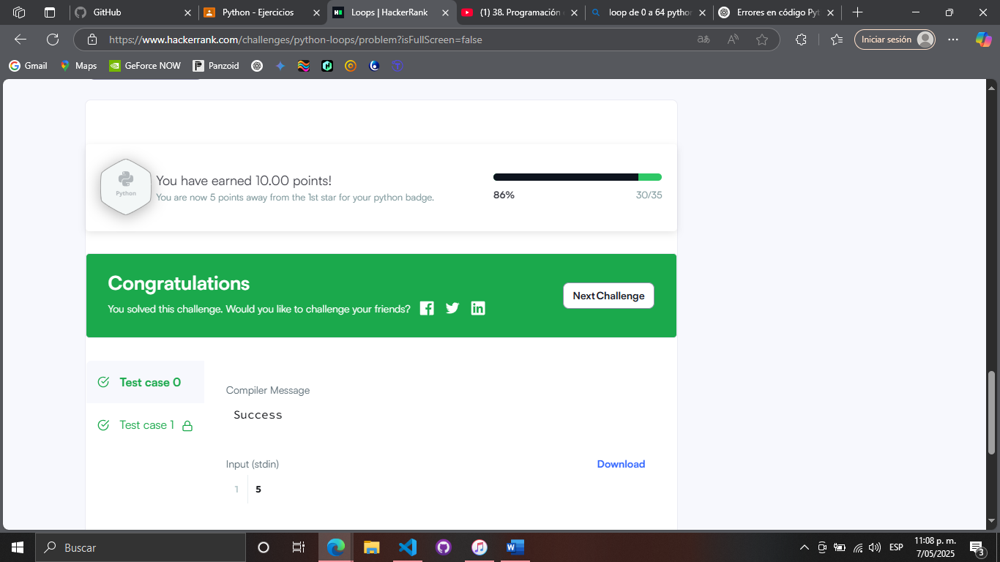 GitHub
Python - Ejercicios
Loops | HackerRank
(1) 38. Programación
loop de 0 a 64 python
Errores en código Pyt
https://www.hackerrank.com/challenges/python-loops/problem?isFullScreen=false
Iniciar sesión
Gmail
Maps
GeForce NOW
Panzoid
Python
You have earned 10.00 points!
You are now 5 points away from the 1st star for your python badge.
86%
30/35
Congratulations
You solved this challenge. Would you like to challenge your friends?
Next Challenge
Test case 0
Test case 1
Compiler Message
Success
Input (stdin)
Download
1
5
Buscar
ESP
11:08 p. m.
7/05/2025
3